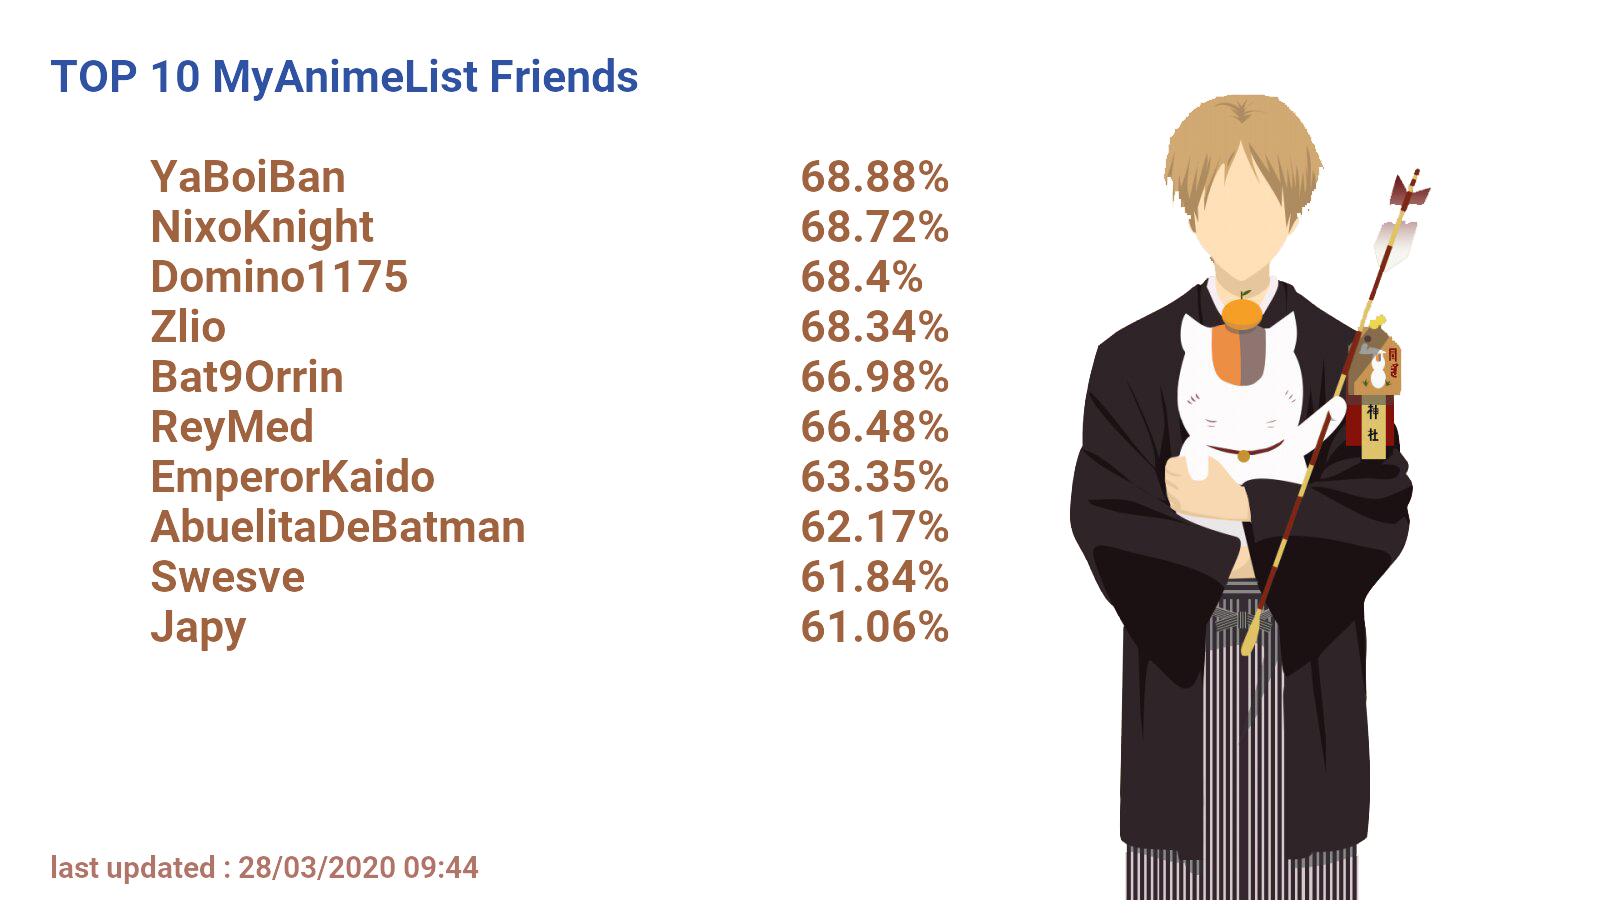 TOP 10 MyAnimeList Friends
YaBoiBan 68.88%
NixoKnight 68.72%
Domino1175 68.4%
Zlio 68.34%
Bat9Orrin 66.98%
ReyMed 66.48%
EmperorKaido 63.35%
AbuelitaDeBatman 62.17%
Swesve 61.84%
Japy 61.06%
神
社
last updated : 28/03/2020 09:44